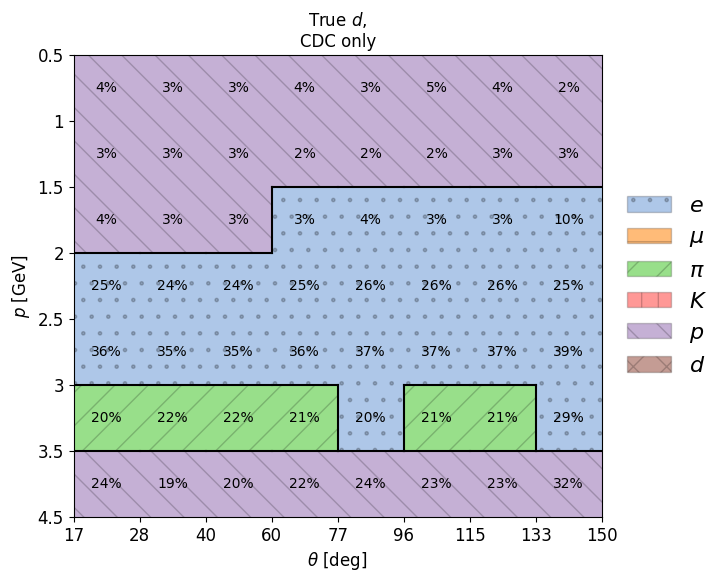 True d,
CDC only
0.5
4% 3% 3% 4% 3% 5% 4% 2%
1
3% 3% 3% 2% 2% 2% 3% 3%
1.5
4% 3% 3% 3% 4% 3% 3% 10%
2
25% 24% 24% 25% 26% 26% 26% 25%
2.5
36% 35% 35% 36% 37% 37% 37% 39%
3
20% 22% 22% 21% 20% 21% 21% 29%
3.5
24% 19% 20% 22% 24% 23% 23% 32%
4.5
17 28 40 60 77 96 115 133 150
θ [deg]
p [GeV]
e
μ
π
K
p
d